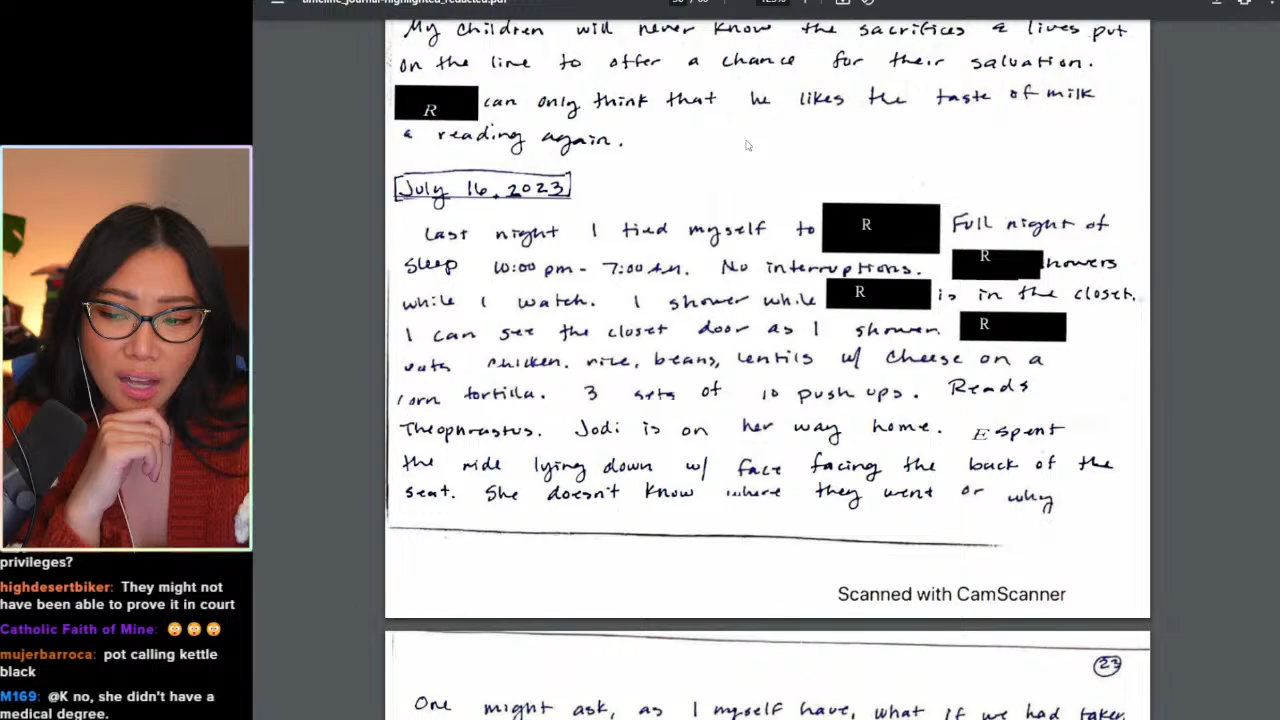 timeline_journal-highlighted_redacted.pdf
My children will never know the sacrifices & lives put
on the line to offer a chance for their salvation.
R can only think that he likes the taste of milk
& reading again.
July 16, 2023
Last night I tied myself to R Full night of
sleep 10:00 pm - 7:00 AM. No interruptions. R howers
while I watch. I shower while R is in the closet.
I can see the closet door as I shower. R
eats chicken, rice, beans, lentils w/ cheese on a
corn tortilla. 3 sets of 10 push ups. Reads
Theophrastus. Jodi is on her way home. E spent
the ride lying down w/ face facing the back of the
seat. She doesn't know where they went or why
Scanned with CamScanner
23
One might ask, as I myself have, what if we had taken
privileges?
highdesertbiker: They might not
have been able to prove it in court
Catholic Faith of Mine: 😳😳😳
mujerbarroca: pot calling kettle
black
M169: @K no, she didn't have a
medical degree.